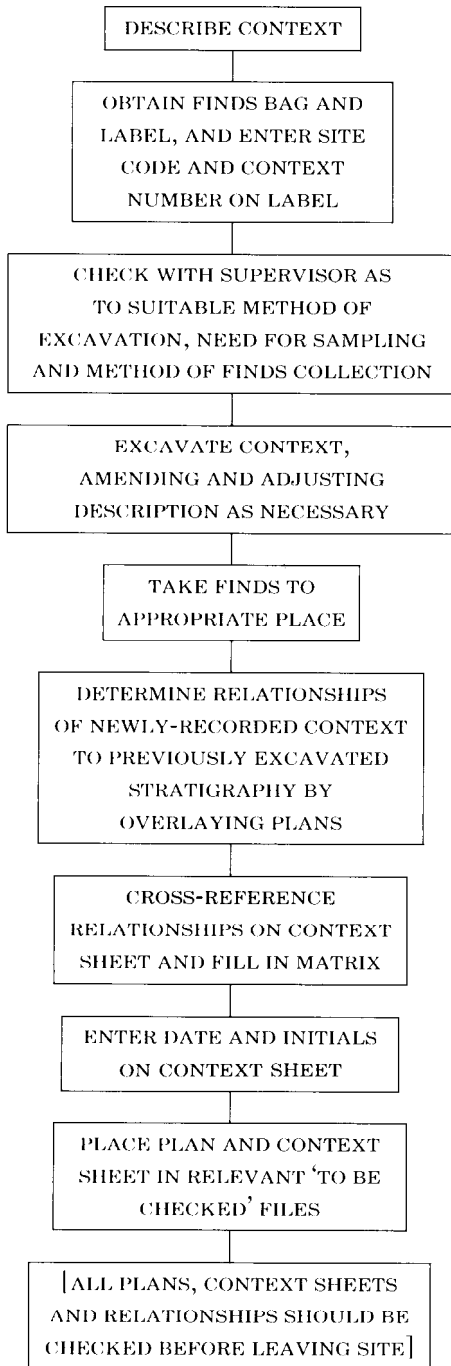 DESCRIBE CONTEXT
OBTAIN FINDS BAG AND
LABEL, AND ENTER SITE
CODE AND CONTEXT
NUMBER ON LABEL
CHECK WITH SUPERVISOR AS
TO SUITABLE METHOD OF
EXCAVATION, NEED FOR SAMPLING
AND METHOD OF FINDS COLLECTION
EXCAVATE CONTEXT,
AMENDING AND ADJUSTING
DESCRIPTION AS NECESSARY
TAKE FINDS TO
APPROPRIATE PLACE
DETERMINE RELATIONSHIPS
OF NEWLY-RECORDED CONTEXT
TO PREVIOUSLY EXCAVATED
STRATIGRAPHY BY
OVERLAYING PLANS
CROSS-REFERENCE
RELATIONSHIPS ON CONTEXT
SHEET AND FILL IN MATRIX
ENTER DATE AND INITIALS
ON CONTEXT SHEET
PLACE PLAN AND CONTEXT
SHEET IN RELEVANT ‘TO BE
CHECKED’ FILES
[ALL PLANS, CONTEXT SHEETS
AND RELATIONSHIPS SHOULD BE
CHECKED BEFORE LEAVING SITE]